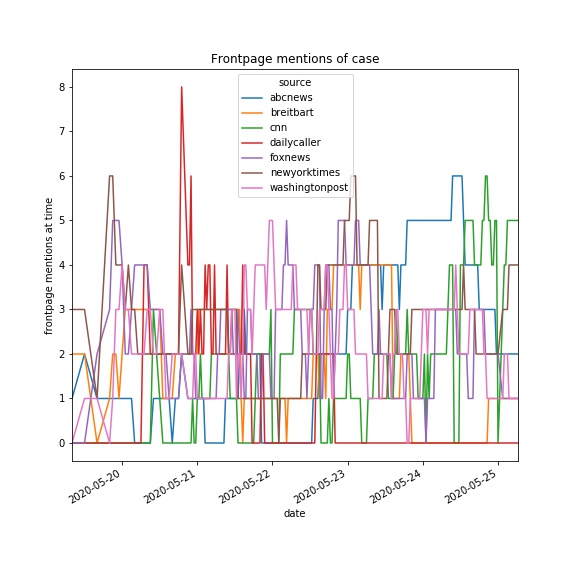 Frontpage mentions of case
source
abcnews
breitbart
cnn
dailycaller
foxnews
newyorktimes
washingtonpost
frontpage mentions at time
8
7
6
5
4
3
2
1
0
2020-05-20
2020-05-21
2020-05-22
2020-05-23
2020-05-24
2020-05-25
date